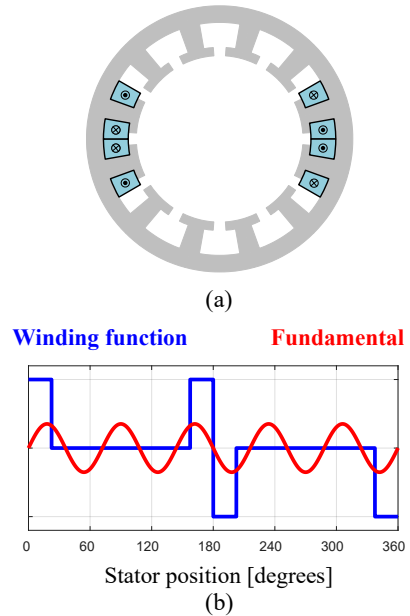 (a)
Winding function Fundamental
0 60 120 180 240 300 360
Stator position [degrees]
(b)